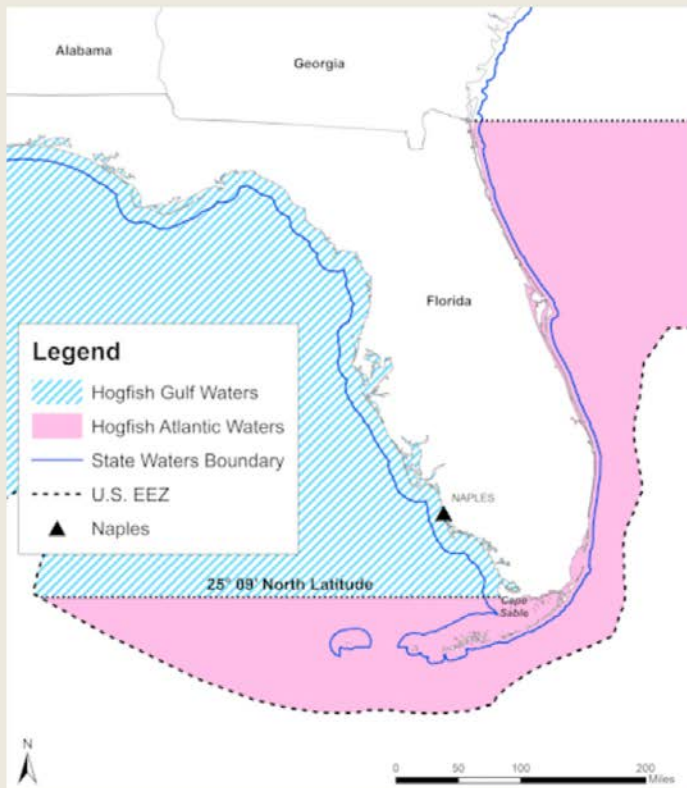 Alabama
Georgia
Florida
Legend
Hogfish Gulf Waters
Hogfish Atlantic Waters
State Waters Boundary
U.S. EEZ
Naples
NAPLES
25° 09' North Latitude
Cape
Sable
N
0 50 100 200
Miles